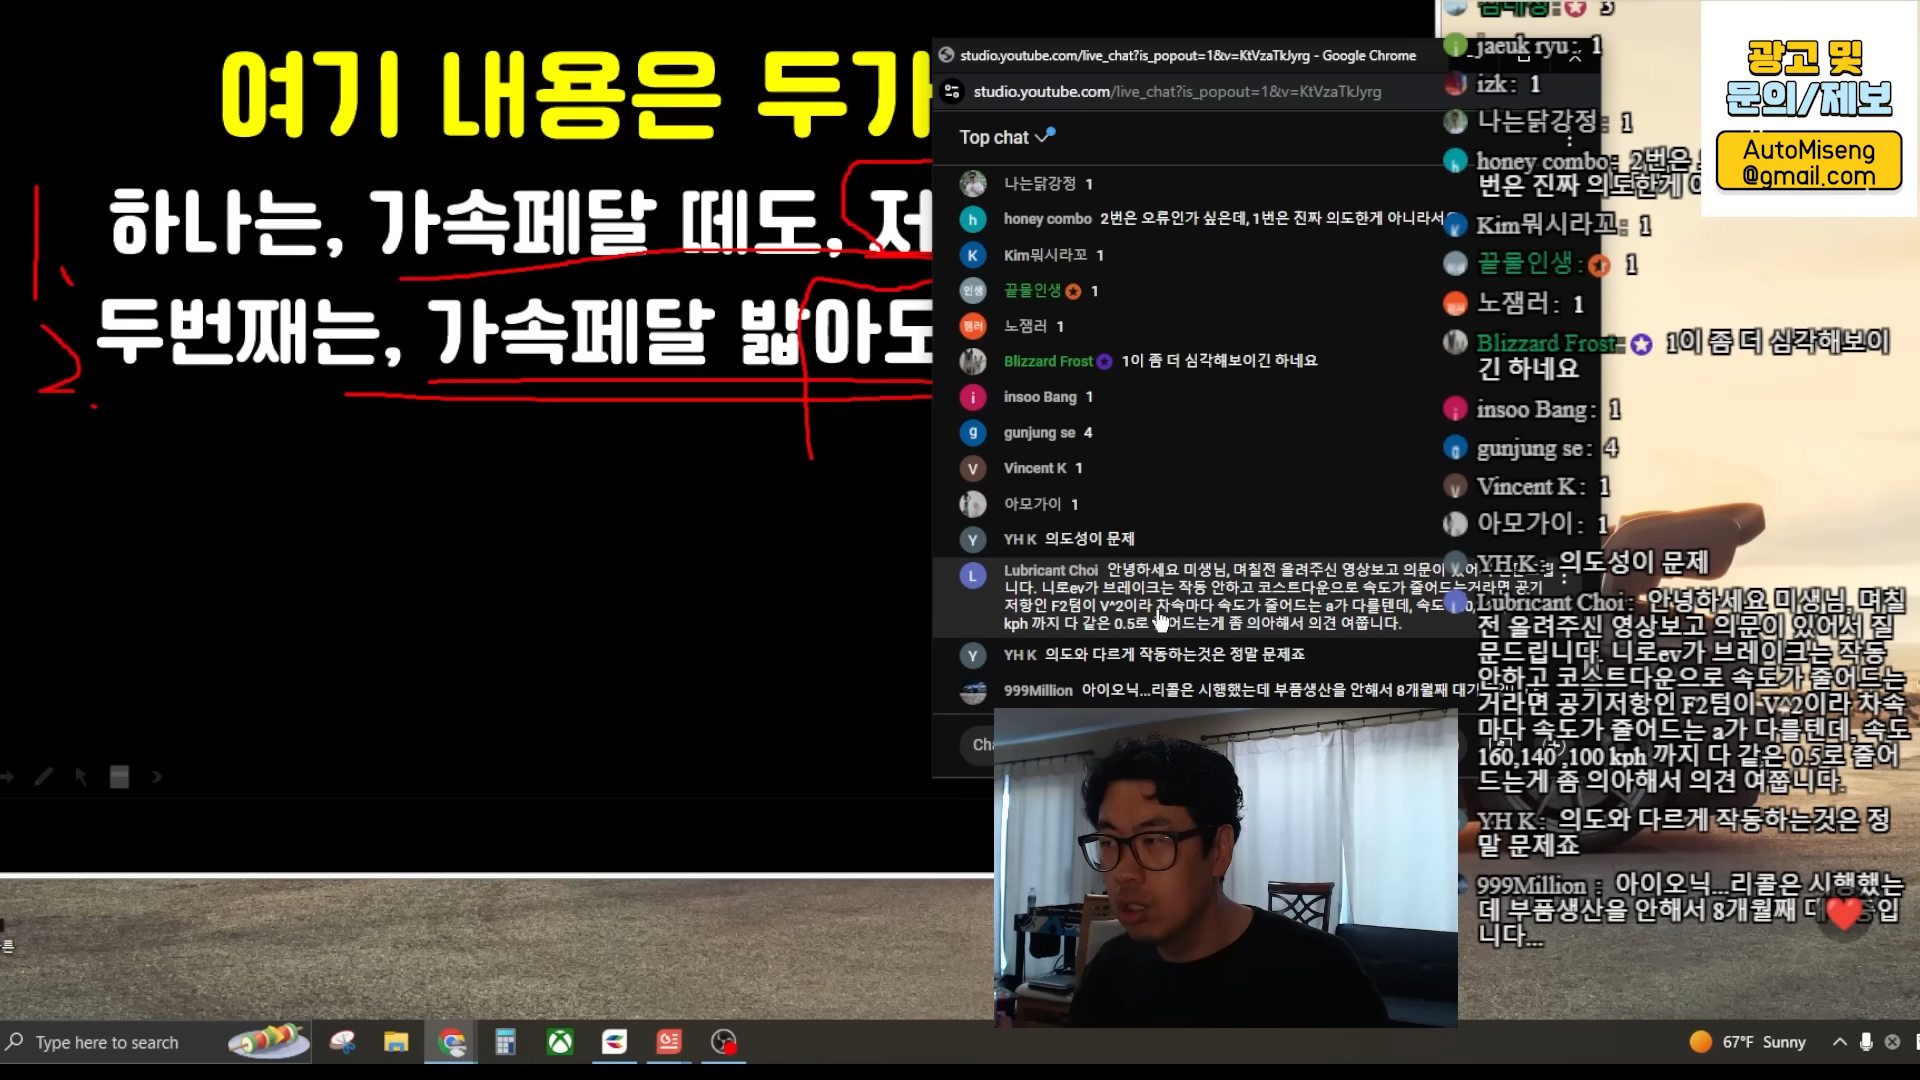 여기 내용은 두가
하나는, 가속페달 떼도, 저
두번째는, 가속페달 밟아도
1.
2.
studio.youtube.com/live_chat?is_popout=1&v=KtVzaTkJyrg - Google Chrome
studio.youtube.com/live_chat?is_popout=1&v=KtVzaTkJyrg
Top chat
나는닭강정 1
honey combo 2번은 오류인가 싶은데, 1번은 진짜 의도한게 아니라서
Kim뭐시라꼬 1
인생 끝물인생 1
잼러 노잼러 1
Blizzard Frost 1이 좀 더 심각해보이긴 하네요
insoo Bang 1
gunjung se 4
Vincent K 1
아모가이 1
YH K 의도성이 문제
Lubricant Choi 안녕하세요 미생님, 며칠전 올려주신 영상보고 의문이 있어
니다. 니로ev가 브레이크는 작동 안하고 코스트다운으로 속도가 줄어드는거라면 공기
저항인 F2텀이 V^2이라 차속마다 속도가 줄어드는 a가 다를텐데, 속도
kph 까지 다 같은 0.5로 줄어드는게 좀 의아해서 의견 여쭙니다.
YH K 의도와 다르게 작동하는것은 정말 문제죠
999Million 아이오닉...리콜은 시행했는데 부품생산을 안해서 8개월째 대기
Cha
3
jaeuk ryu: 1
izk: 1
나는닭강정: 1
honey combo: 2번은
번은 진짜 의도한게
Kim뭐시라꼬: 1
끝물인생: 1
노잼러: 1
Blizzard Frost: 1이 좀 더 심각해보이
긴 하네요
insoo Bang: 1
gunjung se: 4
Vincent K: 1
아모가이: 1
YH K: 의도성이 문제
Lubricant Choi: 안녕하세요 미생님, 며칠
전 올려주신 영상보고 의문이 있어서 질
문드립니다. 니로ev가 브레이크는 작동
안하고 코스트다운으로 속도가 줄어드는
거라면 공기저항인 F2텀이 V^2이라 차속
마다 속도가 줄어드는 a가 다를텐데, 속도
160,140 ,100 kph 까지 다 같은 0.5로 줄어
드는게 좀 의아해서 의견 여쭙니다.
YH K: 의도와 다르게 작동하는것은 정
말 문제죠
999Million : 아이오닉...리콜은 시행했는
데 부품생산을 안해서 8개월째 대 입
니다...
광고 및
문의/제보
AutoMiseng
@gmail.com
른
Type here to search
67°F Sunny